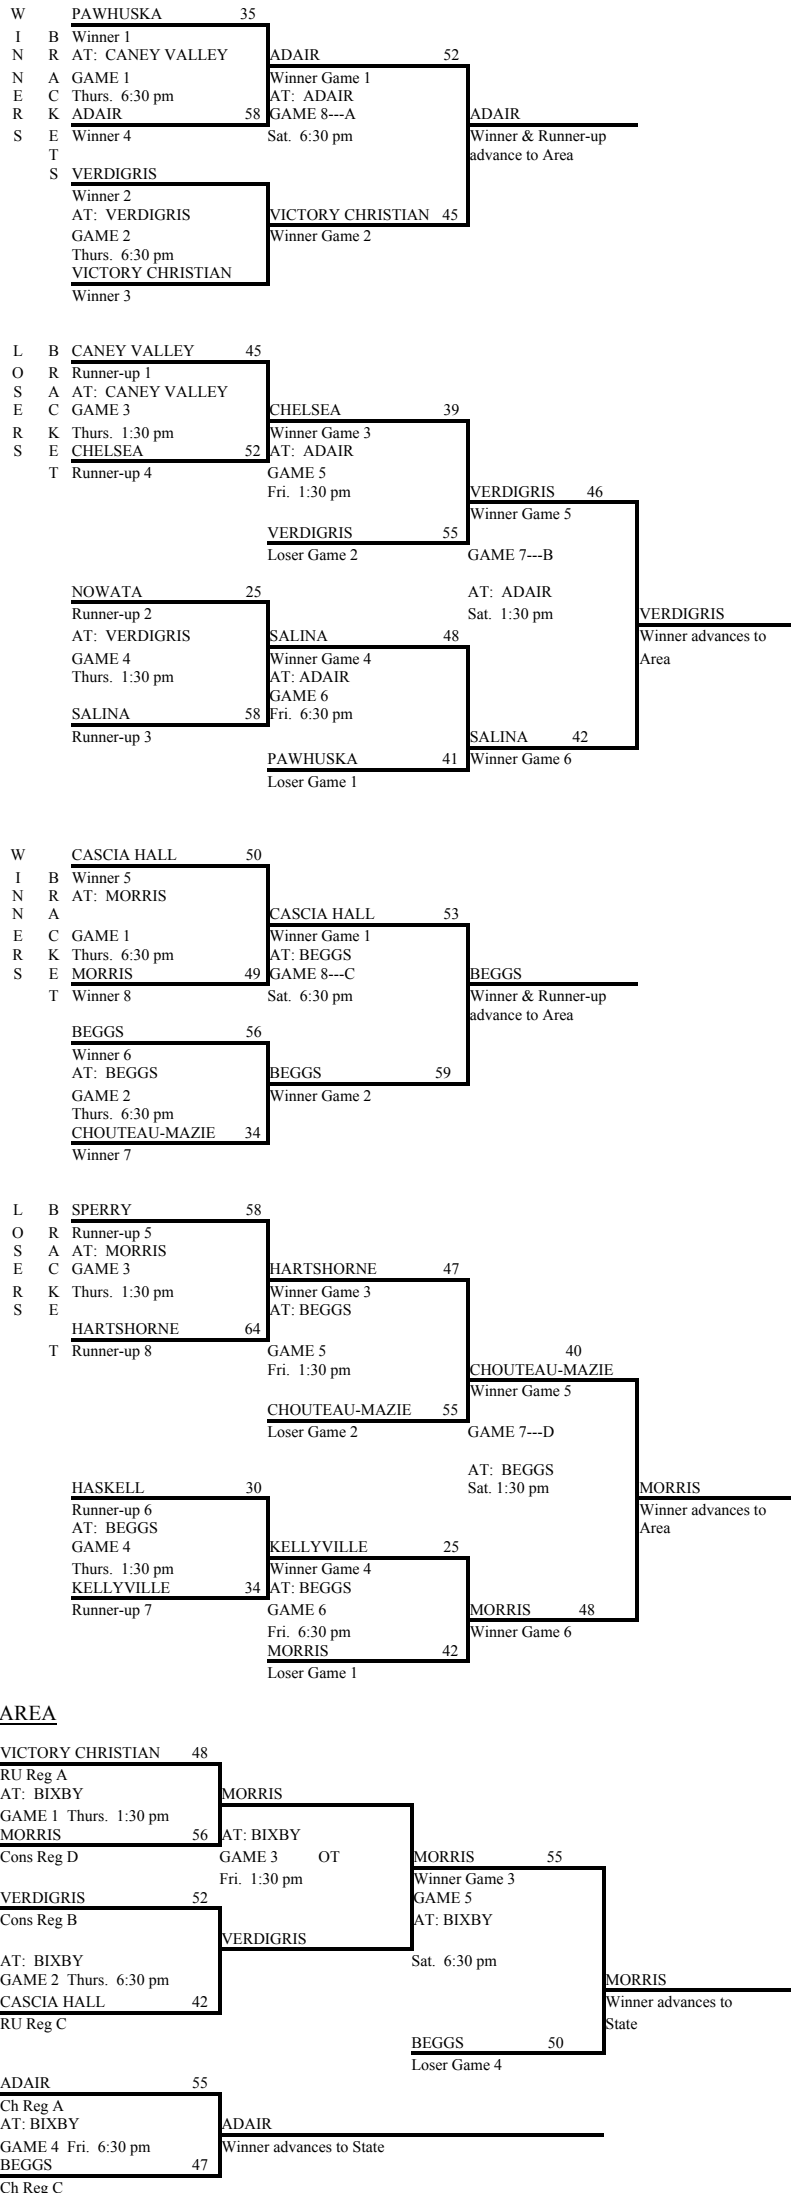 W PAWHUSKA 35
I B Winner 1
N R AT: CANEY VALLEY ADAIR 52
N A GAME 1 Winner Game 1
E C Thurs. 6:30 pm AT: ADAIR
R K ADAIR 58 GAME 8---A ADAIR
S E Winner 4 Sat. 6:30 pm Winner & Runner-up
T advance to Area
S VERDIGRIS
Winner 2
AT: VERDIGRIS VICTORY CHRISTIAN 45
GAME 2 Winner Game 2
Thurs. 6:30 pm
VICTORY CHRISTIAN
Winner 3
L B CANEY VALLEY 45
O R Runner-up 1
S A AT: CANEY VALLEY
E C GAME 3 CHELSEA 39
R K Thurs. 1:30 pm Winner Game 3
S E CHELSEA 52 AT: ADAIR
T Runner-up 4 GAME 5
Fri. 1:30 pm VERDIGRIS 46
Winner Game 5
VERDIGRIS 55
Loser Game 2 GAME 7---B
NOWATA 25 AT: ADAIR
Runner-up 2 Sat. 1:30 pm VERDIGRIS
AT: VERDIGRIS SALINA 48 Winner advances to
GAME 4 Winner Game 4 Area
Thurs. 1:30 pm AT: ADAIR
GAME 6
SALINA 58 Fri. 6:30 pm
Runner-up 3 SALINA 42
PAWHUSKA 41 Winner Game 6
Loser Game 1
W CASCIA HALL 50
I B Winner 5
N R AT: MORRIS
N A CASCIA HALL 53
E C GAME 1 Winner Game 1
R K Thurs. 6:30 pm AT: BEGGS
S E MORRIS 49 GAME 8---C BEGGS
T Winner 8 Sat. 6:30 pm Winner & Runner-up
advance to Area
BEGGS 56
Winner 6
AT: BEGGS BEGGS 59
GAME 2 Winner Game 2
Thurs. 6:30 pm
CHOUTEAU-MAZIE 34
Winner 7
L B SPERRY 58
O R Runner-up 5
S A AT: MORRIS
E C GAME 3 HARTSHORNE 47
R K Thurs. 1:30 pm Winner Game 3
S E AT: BEGGS
HARTSHORNE 64
T Runner-up 8 GAME 5 40
Fri. 1:30 pm CHOUTEAU-MAZIE
Winner Game 5
CHOUTEAU-MAZIE 55
Loser Game 2 GAME 7---D
AT: BEGGS
HASKELL 30 Sat. 1:30 pm MORRIS
Runner-up 6 Winner advances to
AT: BEGGS Area
GAME 4 KELLYVILLE 25
Thurs. 1:30 pm Winner Game 4
KELLYVILLE 34 AT: BEGGS
Runner-up 7 GAME 6 MORRIS 48
Fri. 6:30 pm Winner Game 6
MORRIS 42
Loser Game 1
AREA
VICTORY CHRISTIAN 48
RU Reg A
AT: BIXBY MORRIS
GAME 1 Thurs. 1:30 pm
MORRIS 56 AT: BIXBY
Cons Reg D GAME 3 OT MORRIS 55
Fri. 1:30 pm Winner Game 3
VERDIGRIS 52 GAME 5
Cons Reg B AT: BIXBY
VERDIGRIS
AT: BIXBY Sat. 6:30 pm
GAME 2 Thurs. 6:30 pm MORRIS
CASCIA HALL 42 Winner advances to
RU Reg C State
BEGGS 50
Loser Game 4
ADAIR 55
Ch Reg A
AT: BIXBY ADAIR
GAME 4 Fri. 6:30 pm Winner advances to State
BEGGS 47
Ch Reg C